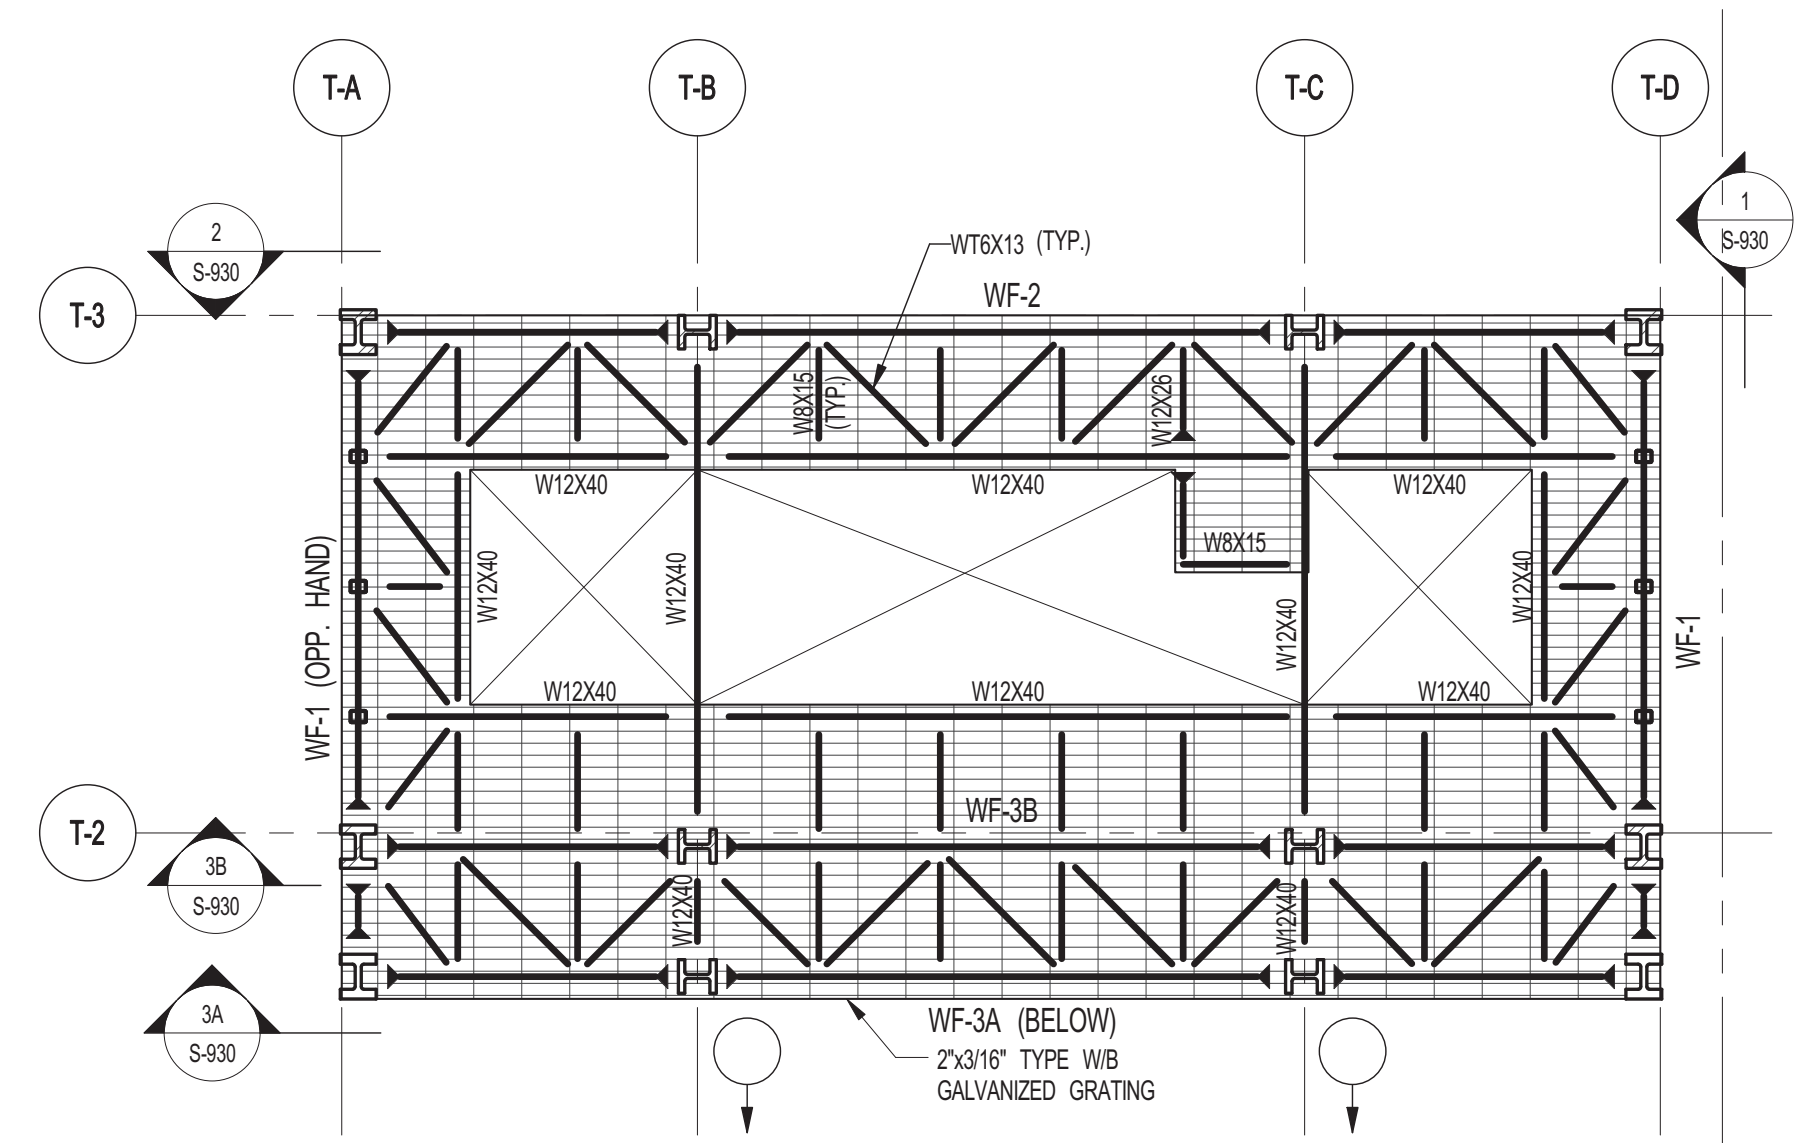 T-A
T-B
T-C
T-D
2
S-930
1
S-930
WT6X13 (TYP.)
WF-2
T-3
W8X15
(TYP.)
W12X26
W12X40
W12X40
W12X40
W8X15
W12X40
W12X40
W12X40
W12X40
WF-1 (OPP. HAND)
WF-1
W12X40
W12X40
W12X40
WF-3B
T-2
3B
S-930
W12X40
W12X40
3A
S-930
WF-3A (BELOW)
2"x3/16" TYPE W/B
GALVANIZED GRATING